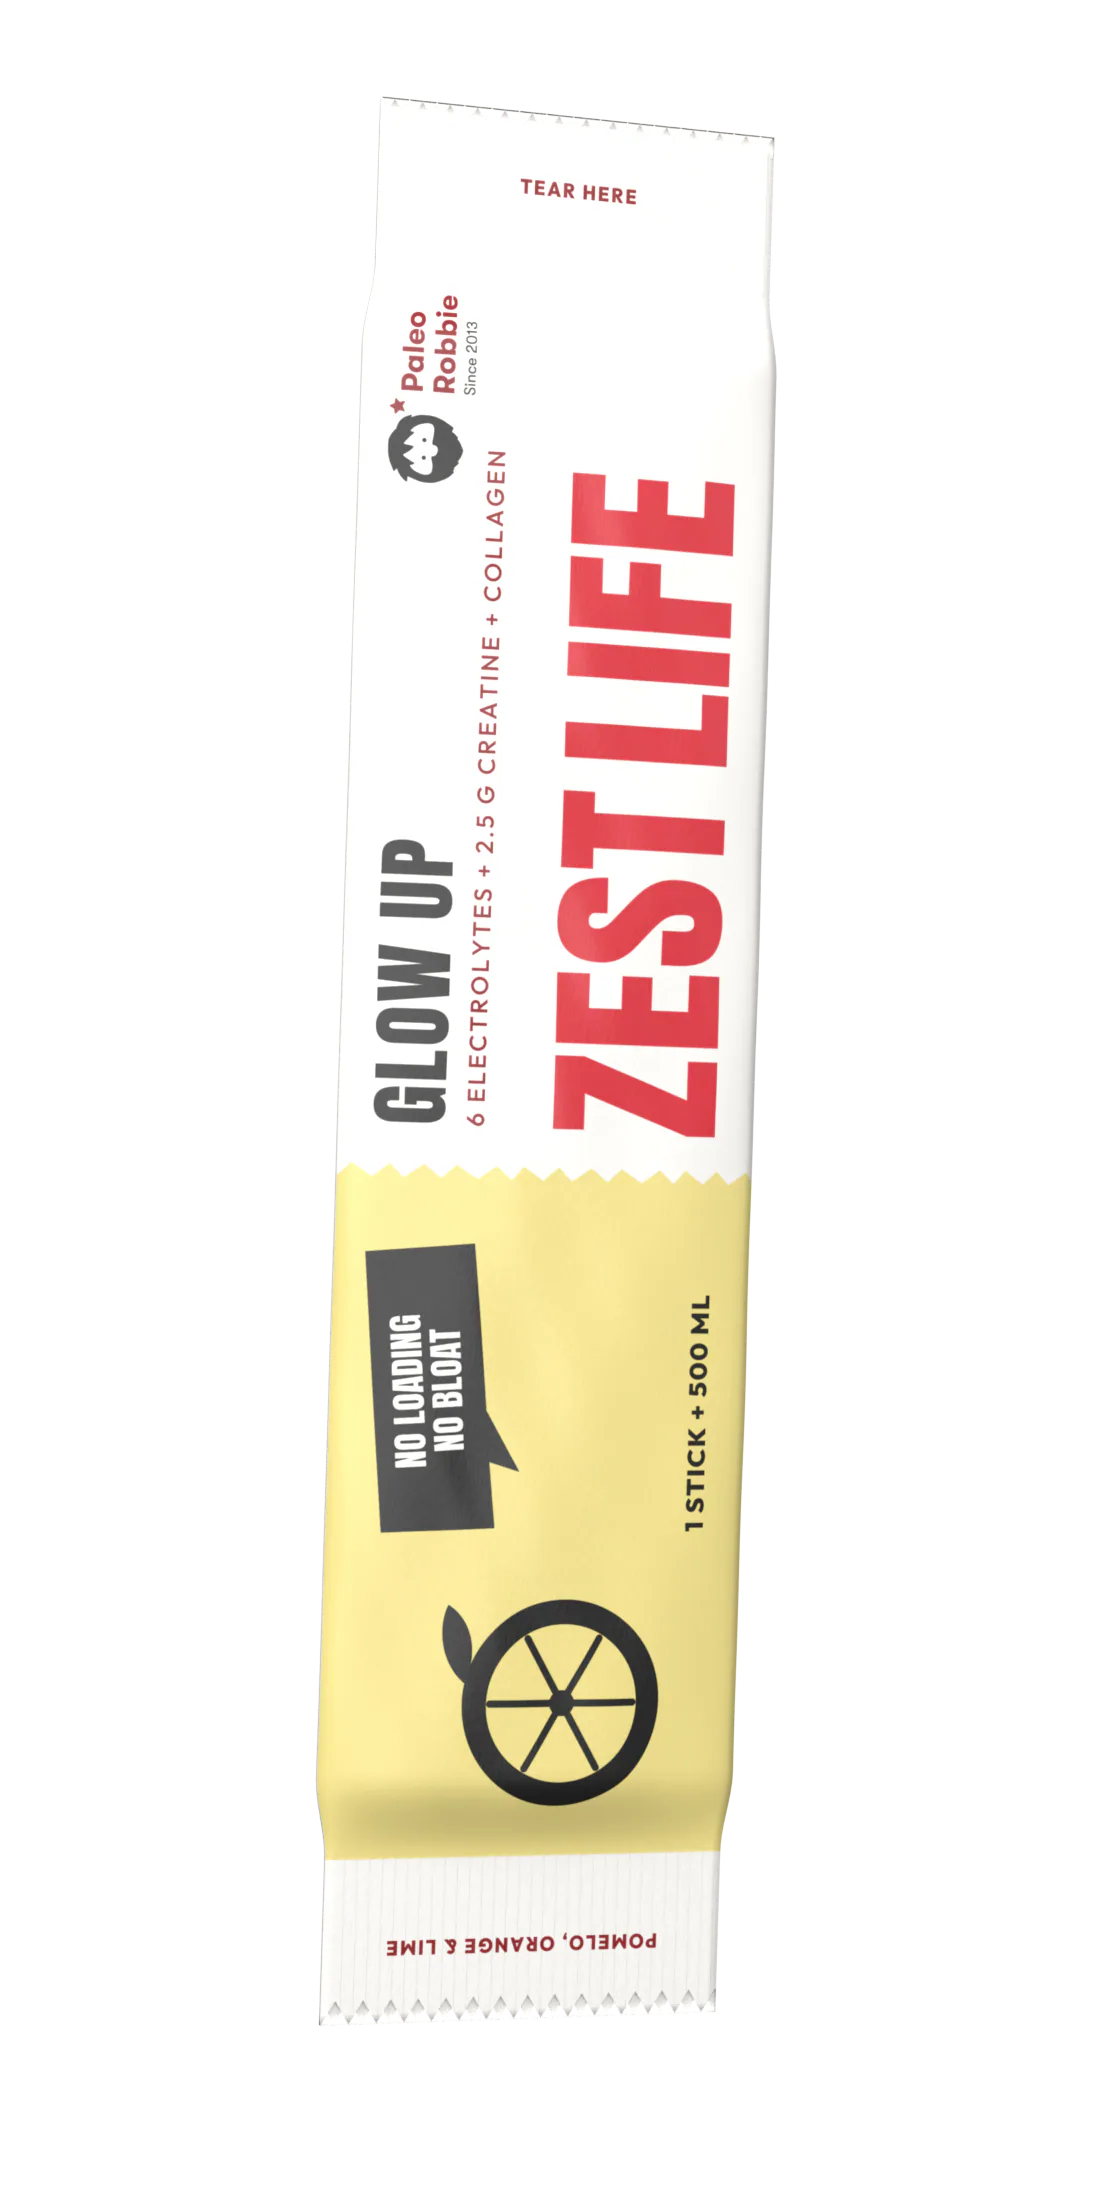 TEAR HERE
Paleo
Robbie
Since 2013
GLOW UP
6 ELECTROLYTES + 2.5 G CREATINE + COLLAGEN
ZEST LIFE
NO LOADING
NO BLOAT
1 STICK + 500 ML
POMELO, ORANGE & LIME